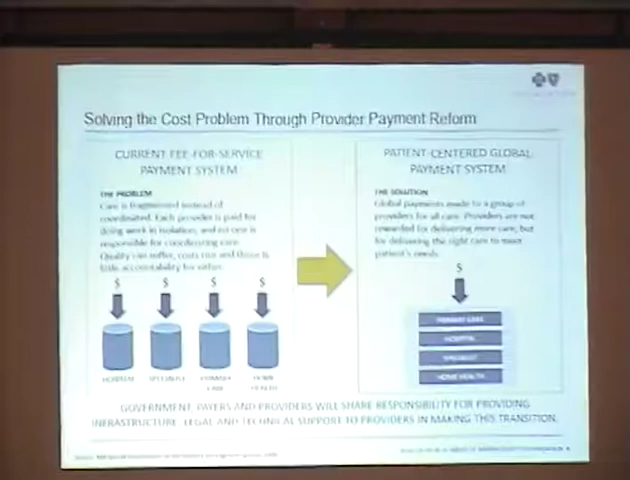 Solving the Cost Problem Through Provider Payment Reform
CURRENT FEE-FOR-SERVICE
PAYMENT SYSTEM
THE PROBLEM
Care is fragmented instead of
coordinated. Each provider is paid for
doing work in isolation, and no one is
responsible for coordinating care.
Quality can suffer, costs rise and there is
little accountability for either.
$ $ $ $
HOSPITAL SPECIALIST PRIMARY HOME
CARE HEALTH
PATIENT-CENTERED GLOBAL
PAYMENT SYSTEM
THE SOLUTION
Global payments made to a group of
providers for all care. Providers are not
rewarded for delivering more care, but
for delivering the right care to meet
patient's needs.
$
PRIMARY CARE
HOSPITAL
SPECIALIST
HOME HEALTH
GOVERNMENT, PAYERS AND PROVIDERS WILL SHARE RESPONSIBILITY FOR PROVIDING
INFRASTRUCTURE, LEGAL AND TECHNICAL SUPPORT TO PROVIDERS IN MAKING THIS TRANSITION.